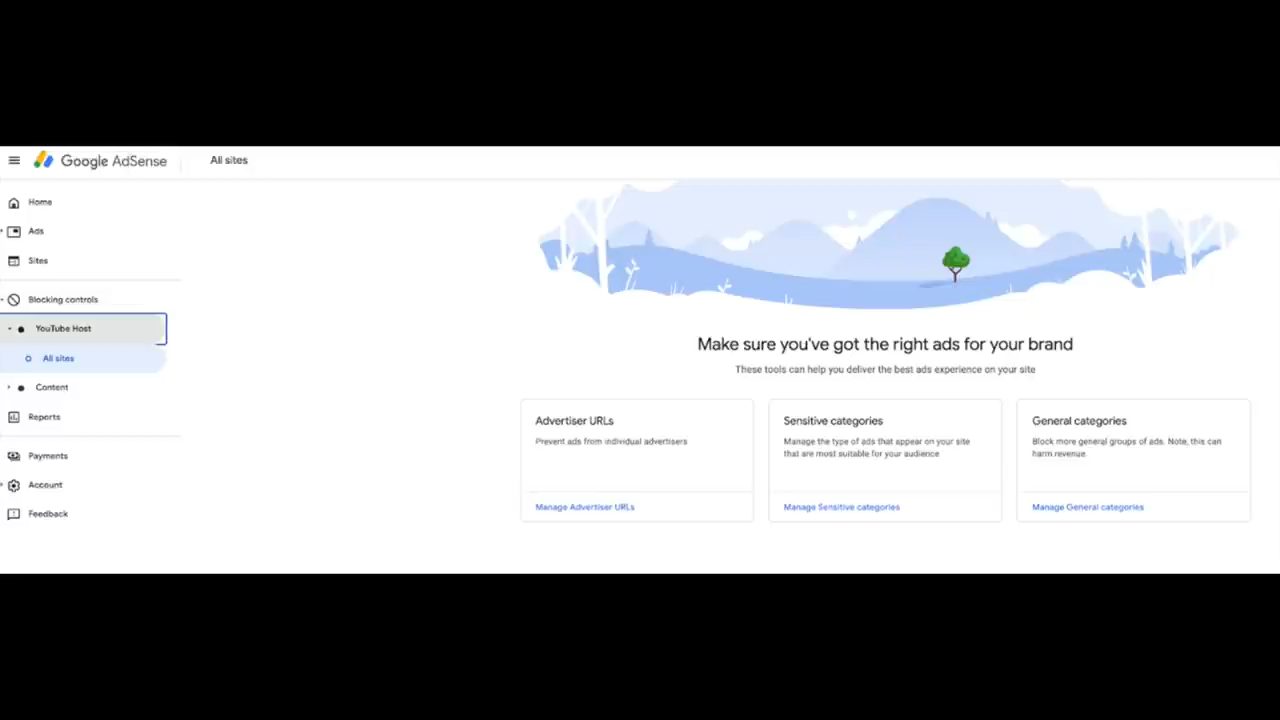 Google AdSense
All sites
Home
Ads
Sites
Blocking controls
YouTube Host
All sites
Content
Reports
Payments
Account
Feedback
Make sure you've got the right ads for your brand
These tools can help you deliver the best ads experience on your site
Advertiser URLs
Prevent ads from individual advertisers
Manage Advertiser URLs
Sensitive categories
Manage the type of ads that appear on your site
that are most suitable for your audience
Manage Sensitive categories
General categories
Block more general groups of ads. Note, this can
harm revenue.
Manage General categories